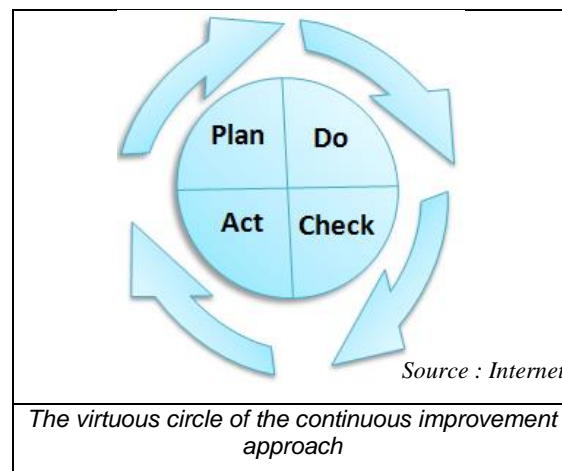 Plan
Do
Act
Check
Source : Internet
The virtuous circle of the continuous improvement
approach